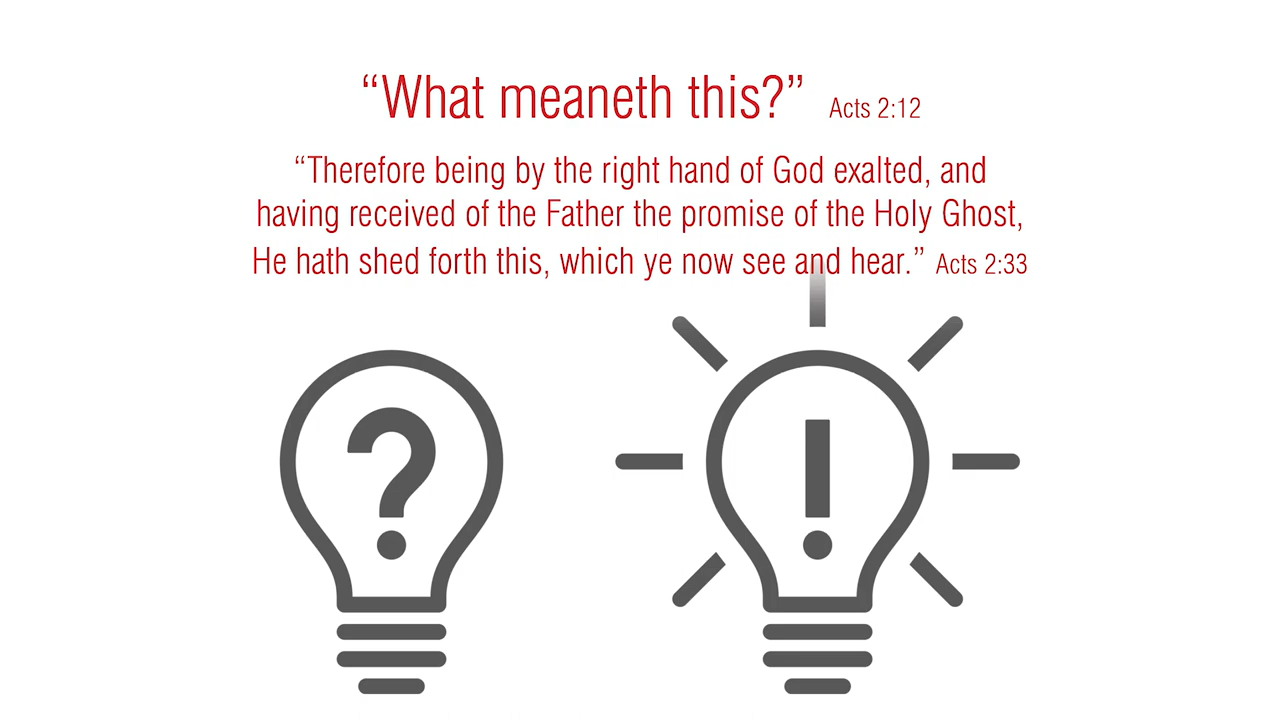 “What meaneth this?” Acts 2:12
“Therefore being by the right hand of God exalted, and
having received of the Father the promise of the Holy Ghost,
He hath shed forth this, which ye now see and hear.” Acts 2:33
? !